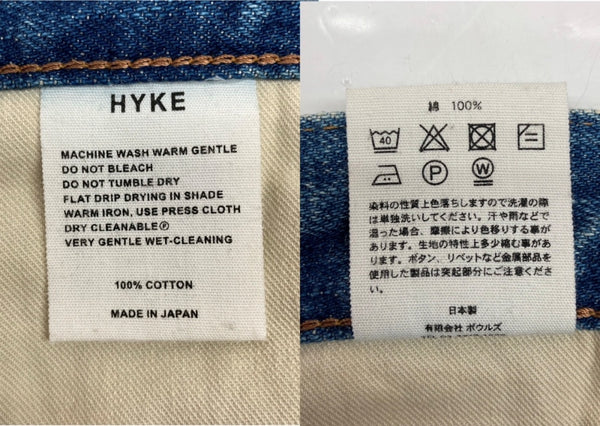 HYKE
MACHINE WASH WARM GENTLE
DO NOT BLEACH
DO NOT TUMBLE DRY
FLAT DRIP DRYING IN SHADE
WARM IRON, USE PRESS CLOTH
DRY CLEANABLEⓅ
VERY GENTLE WET-CLEANING
100% COTTON
MADE IN JAPAN
綿 100%
40
P
W
染料の性質上色落ちしますので洗濯の際
は単独洗いしてください。汗や雨などで
湿った場合、摩擦により色移りする事が
あります。生地の特性上多少縮む事があ
ります。ボタン、リベットなど金属部品を
使用した製品は突起部分にご注意くださ
い。
日本製
有限会社 ボウルズ